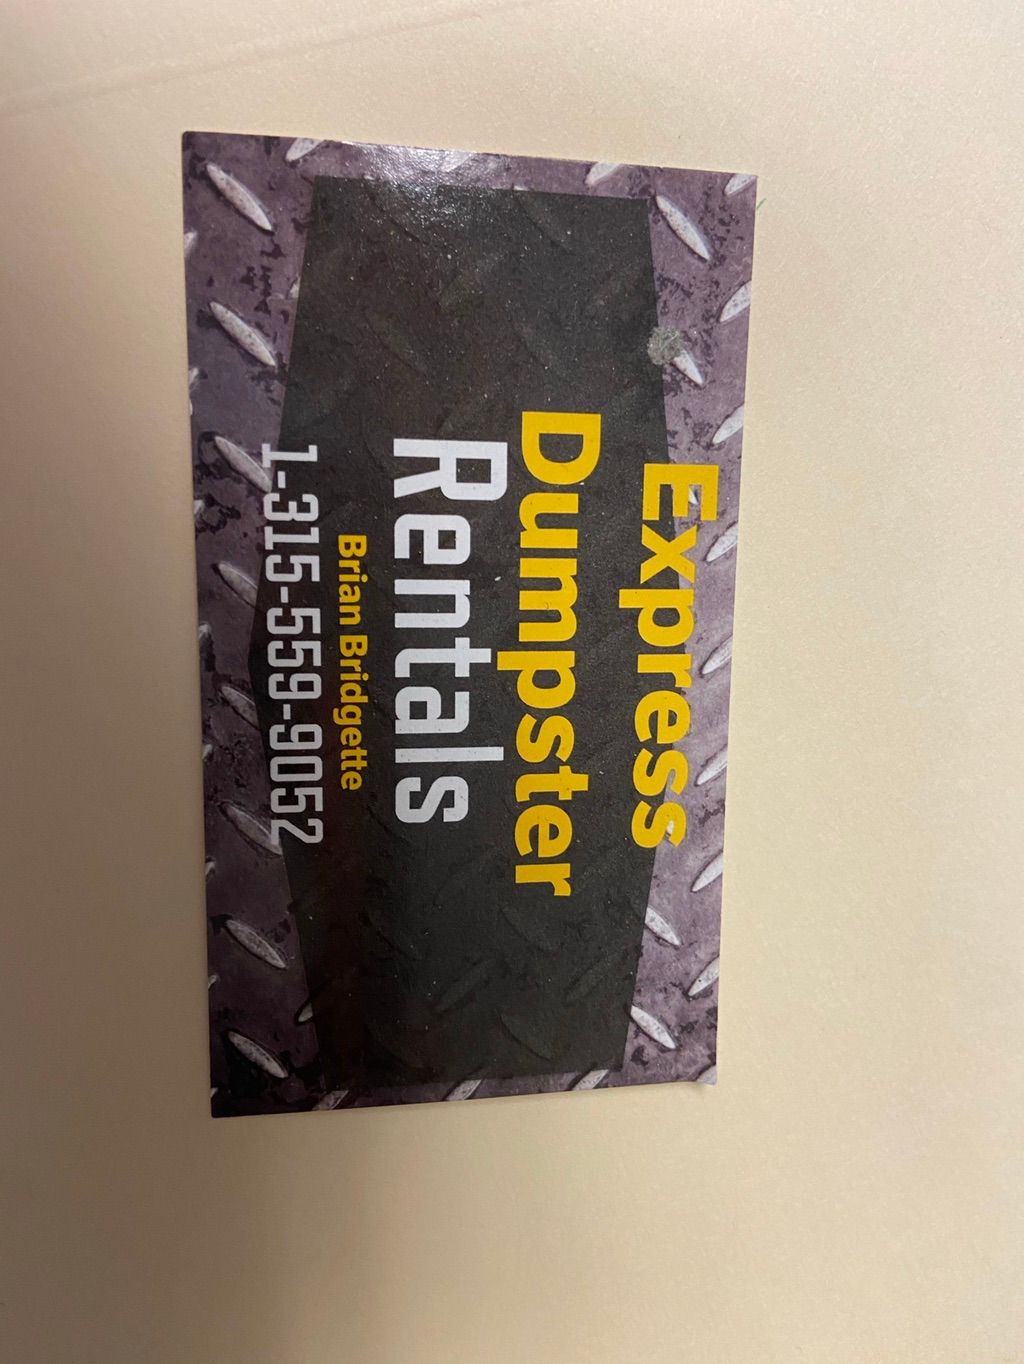 Express
Dumpster
Rentals
Brian Bridgette
1-315-559-9052